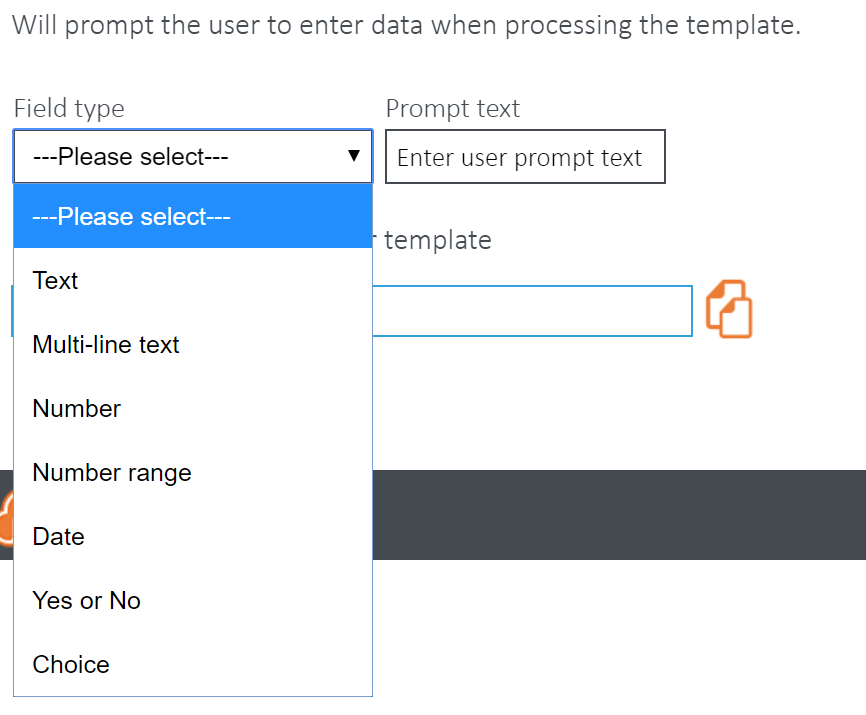 Will prompt the user to enter data when processing the template.
Field type
Prompt text
---Please select---
Enter user prompt text
---Please select---
template
Text
Multi-line text
Number
Number range
Date
Yes or No
Choice